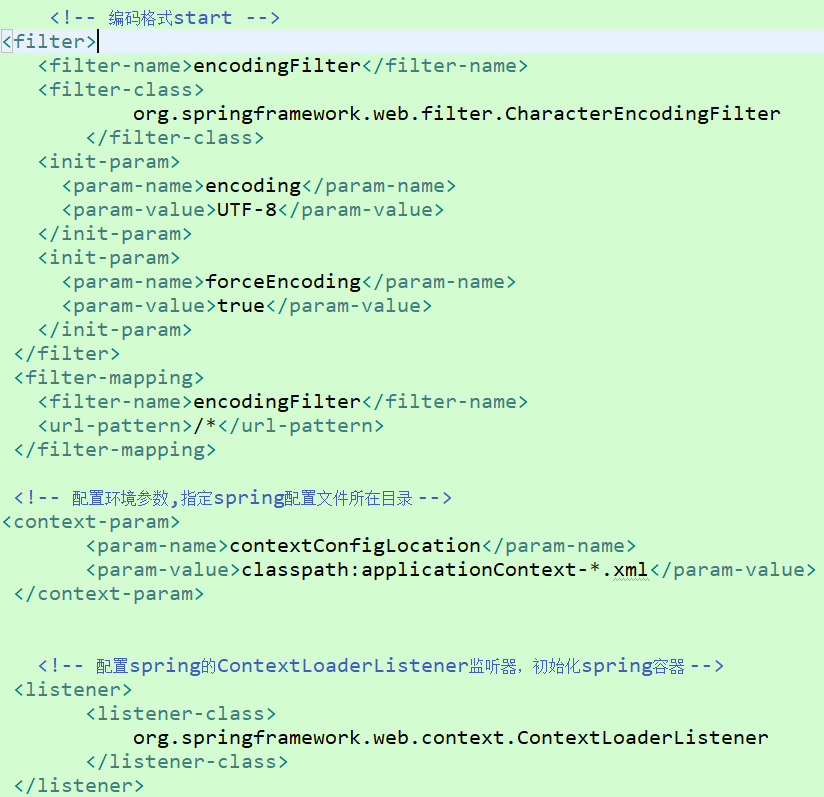 <!-- 编码格式start -->
<filter>
<filter-name>encodingFilter</filter-name>
<filter-class>
org.springframework.web.filter.CharacterEncodingFilter
</filter-class>
<init-param>
<param-name>encoding</param-name>
<param-value>UTF-8</param-value>
</init-param>
<init-param>
<param-name>forceEncoding</param-name>
<param-value>true</param-value>
</init-param>
</filter>
<filter-mapping>
<filter-name>encodingFilter</filter-name>
<url-pattern>/*</url-pattern>
</filter-mapping>
<!-- 配置环境参数,指定spring配置文件所在目录 -->
<context-param>
<param-name>contextConfigLocation</param-name>
<param-value>classpath:applicationContext-*.xml</param-value>
</context-param>
<!-- 配置spring的ContextLoaderListener监听器，初始化spring容器 -->
<listener>
<listener-class>
org.springframework.web.context.ContextLoaderListener
</listener-class>
</listener>